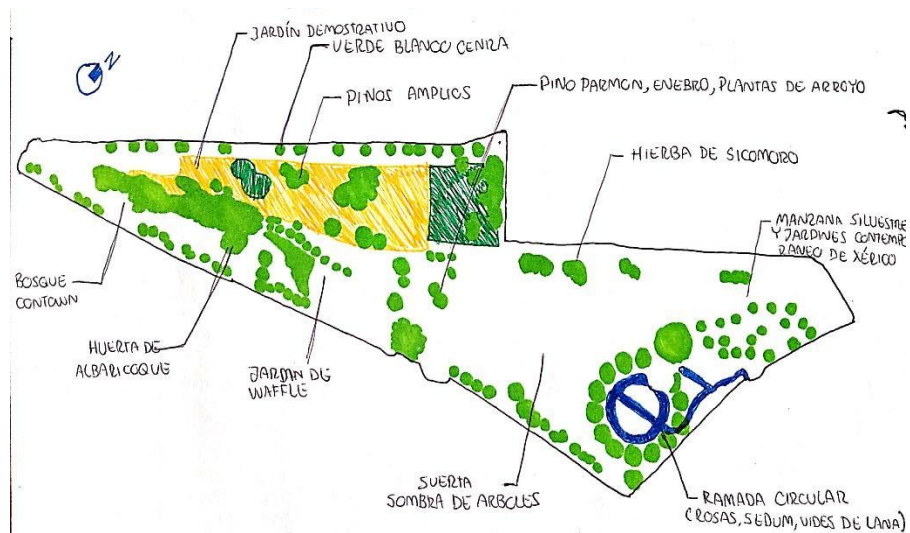 JARDÍN DEMOSTRATIVO
VERDE BLANCO CENIZA
N
PINOS AMPLIOS
PINO PARMON, ENEBRO, PLANTAS DE ARROYO
HIERBA DE SICOMORO
MANZANA SILVESTRE
Y JARDINES CONTEMPO
RANEO DE XÉRICO
BOSQUE
CONTOWN
HUERTA DE
ALBARICOQUE
JARDIN DE
WAFFLE
SUERTA
SOMBRA DE ARBOLES
RAMADA CIRCULAR
(ROSAS, SEDUM, VIDES DE LANA)